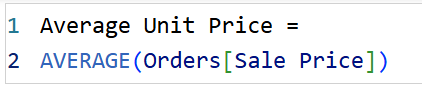 1 Average Unit Price =
2 AVERAGE(Orders[Sale Price])